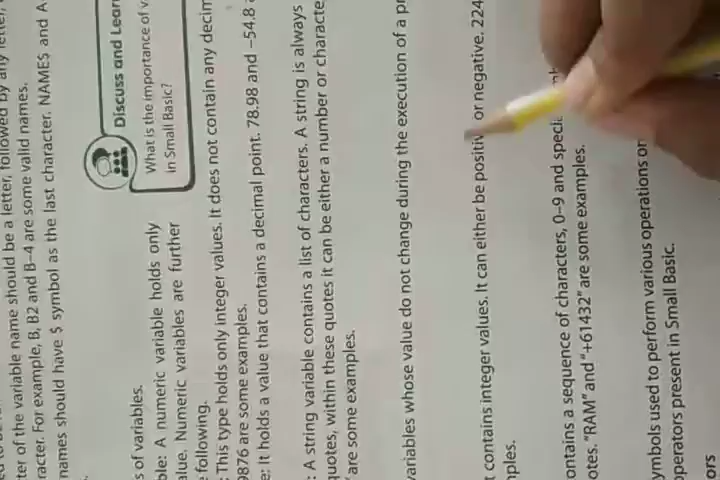 ter of the variable name should be a letter, followed by any letter,
racter. For example, B, B2 and B–4 are some valid names.
names should have $ symbol as the last character. NAME$ and A
Discuss and Lear
What is the importance of v
in Small Basic?
s of variables.
ble: A numeric variable holds only
alue. Numeric variables are further
following.
: This type holds only integer values. It does not contain any decim
9876 are some examples.
e: It holds a value that contains a decimal point. 78.98 and –54.8
: A string variable contains a list of characters. A string is always
quotes, within these quotes it can be either a number or characte
are some examples.
variables whose value do not change during the execution of a pr
t contains integer values. It can either be positiv or negative. 224
nples.
ontains a sequence of characters, 0–9 and speci
otes. "RAM" and "+61432" are some examples.
ymbols used to perform various operations or
operators present in Small Basic.
ors